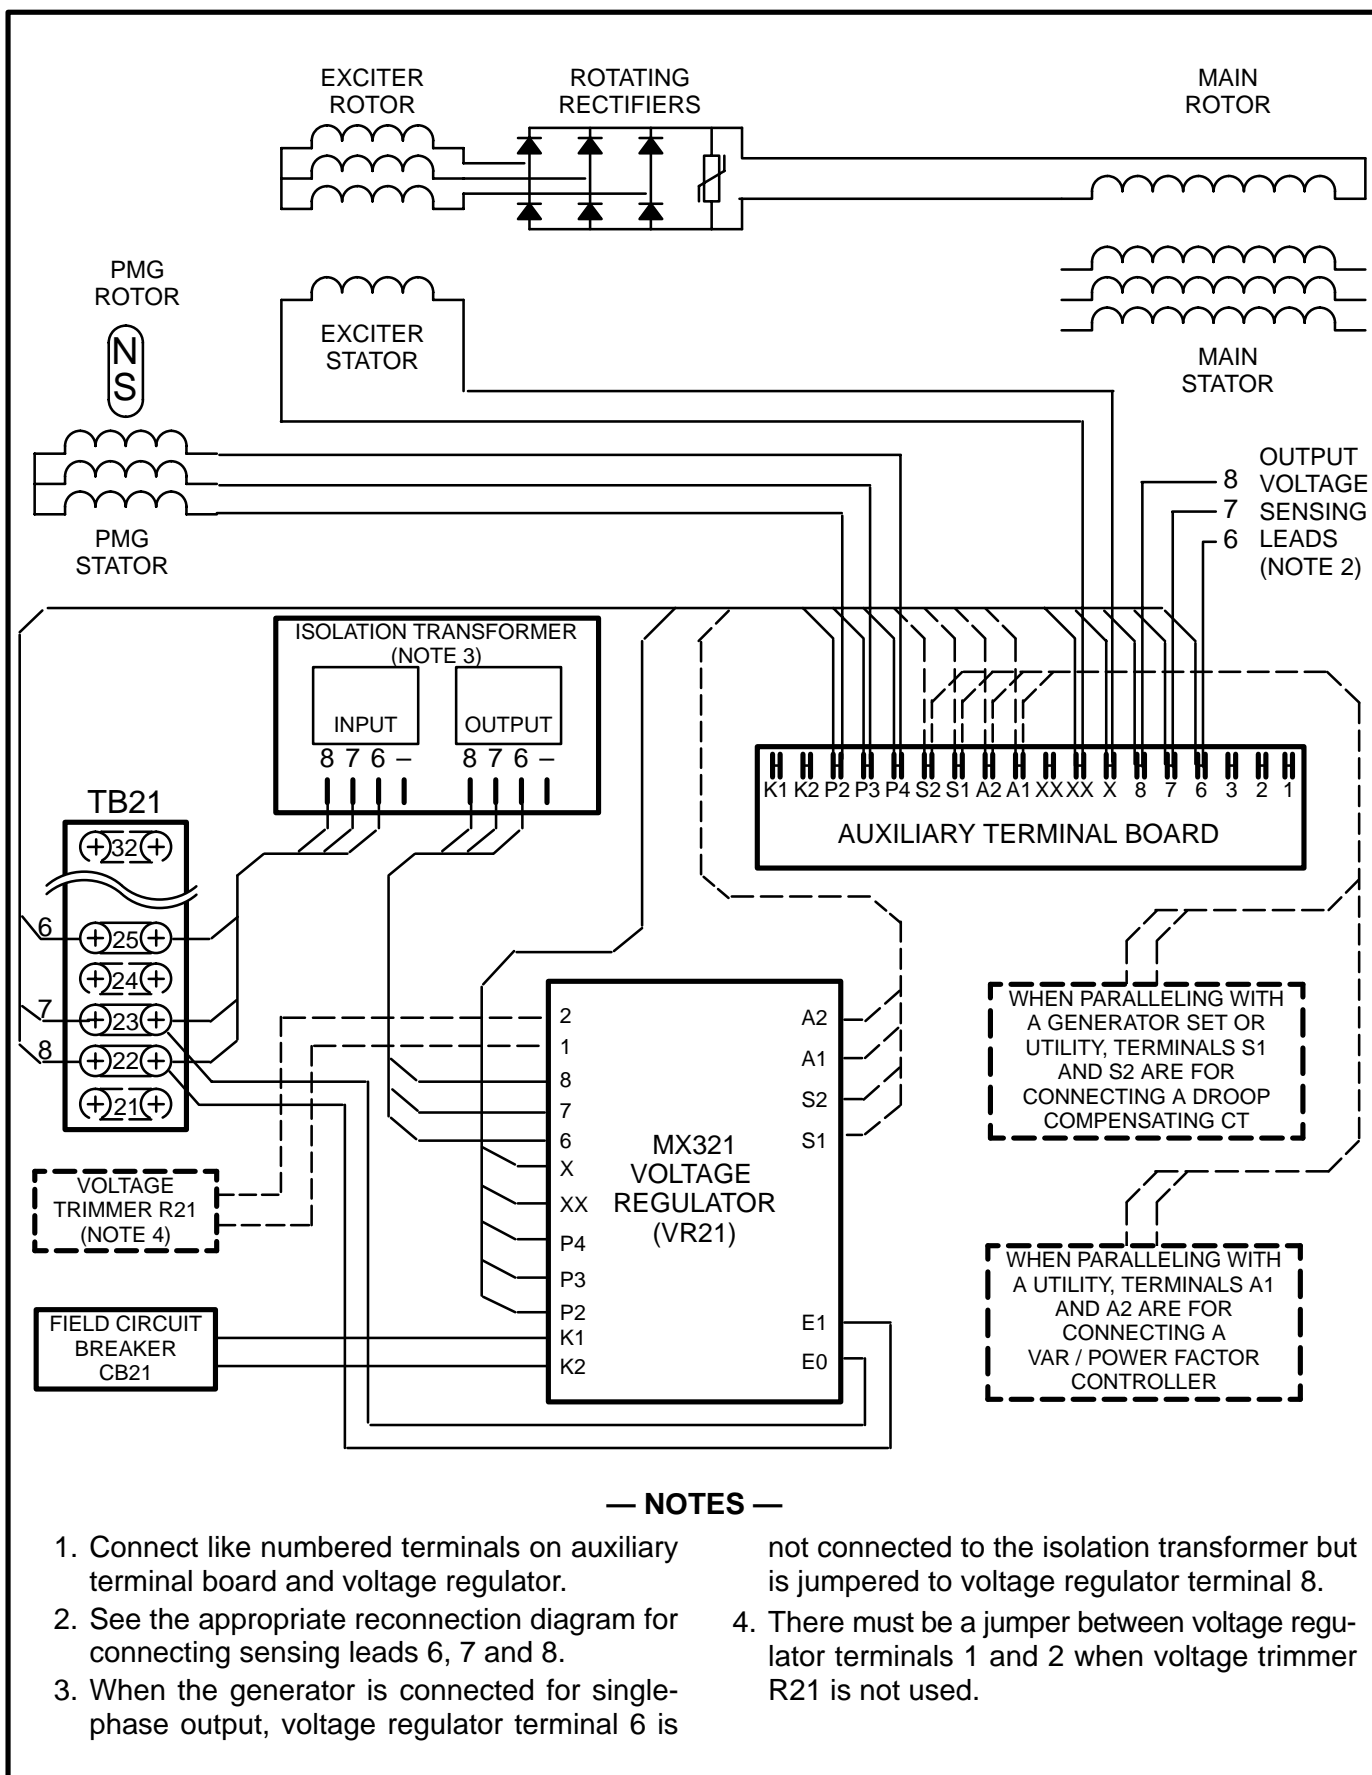 EXCITER
ROTOR
ROTATING
RECTIFIERS
MAIN
ROTOR
PMG
ROTOR
N
S
EXCITER
STATOR
MAIN
STATOR
PMG
STATOR
8
7
6
OUTPUT
VOLTAGE
SENSING
LEADS
(NOTE 2)
ISOLATION TRANSFORMER
(NOTE 3)
INPUT
OUTPUT
8 7 6 –
8 7 6 –
K1 K2 P2 P3 P4 S2 S1 A2 A1 XX XX X 8 7 6 3 2 1
AUXILIARY TERMINAL BOARD
TB21
32
6
25
24
7
23
8
22
21
VOLTAGE
TRIMMER R21
(NOTE 4)
FIELD CIRCUIT
BREAKER
CB21
2
1
8
7
6
X
XX
P4
P3
P2
K1
K2
MX321
VOLTAGE
REGULATOR
(VR21)
A2
A1
S2
S1
E1
E0
WHEN PARALLELING WITH
A GENERATOR SET OR
UTILITY, TERMINALS S1
AND S2 ARE FOR
CONNECTING A DROOP
COMPENSATING CT
WHEN PARALLELING WITH
A UTILITY, TERMINALS A1
AND A2 ARE FOR
CONNECTING A
VAR / POWER FACTOR
CONTROLLER
— NOTES —
1. Connect like numbered terminals on auxiliary
terminal board and voltage regulator.
2. See the appropriate reconnection diagram for
connecting sensing leads 6, 7 and 8.
3. When the generator is connected for single-
phase output, voltage regulator terminal 6 is
not connected to the isolation transformer but
is jumpered to voltage regulator terminal 8.
4. There must be a jumper between voltage regu-
lator terminals 1 and 2 when voltage trimmer
R21 is not used.